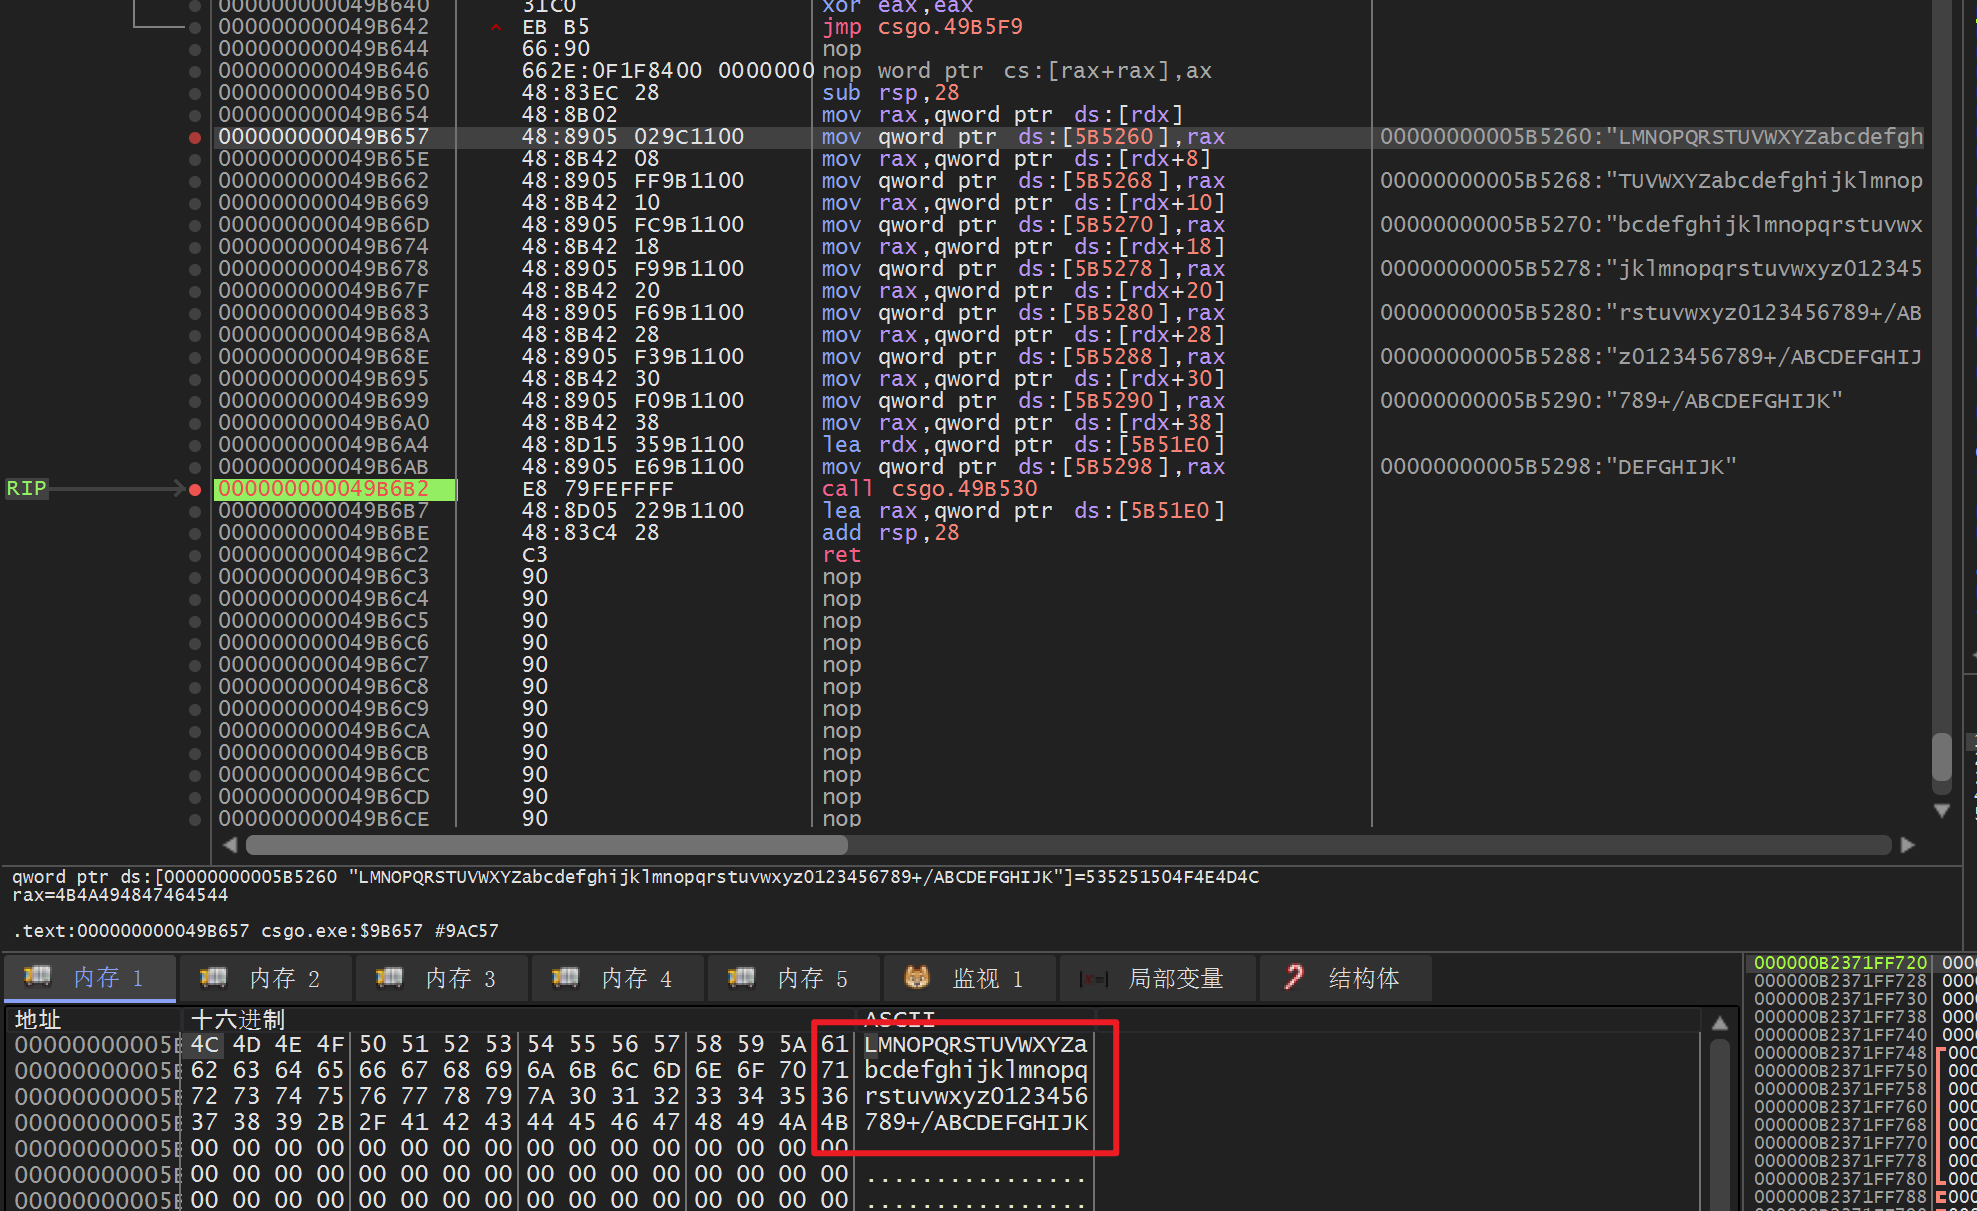 000000000049B640 31C0 xor eax,eax
000000000049B642 EB B5 jmp csgo.49B5F9
000000000049B644 66:90 nop
000000000049B646 662E:0F1F8400 0000000 nop word ptr cs:[rax+rax],ax
000000000049B650 48:83EC 28 sub rsp,28
000000000049B654 48:8B02 mov rax,qword ptr ds:[rdx]
000000000049B657 48:8905 029C1100 mov qword ptr ds:[5B5260],rax 00000000005B5260:"LMNOPQRSTUVWXYZabcdefgh
000000000049B65E 48:8B42 08 mov rax,qword ptr ds:[rdx+8]
000000000049B662 48:8905 FF9B1100 mov qword ptr ds:[5B5268],rax 00000000005B5268:"TUVWXYZabcdefghijklmnop
000000000049B669 48:8B42 10 mov rax,qword ptr ds:[rdx+10]
000000000049B66D 48:8905 FC9B1100 mov qword ptr ds:[5B5270],rax 00000000005B5270:"bcdefghijklmnopqrstuvwx
000000000049B674 48:8B42 18 mov rax,qword ptr ds:[rdx+18]
000000000049B678 48:8905 F99B1100 mov qword ptr ds:[5B5278],rax 00000000005B5278:"jklmnopqrstuvwxyz012345
000000000049B67F 48:8B42 20 mov rax,qword ptr ds:[rdx+20]
000000000049B683 48:8905 F69B1100 mov qword ptr ds:[5B5280],rax 00000000005B5280:"rstuvwxyz0123456789+/AB
000000000049B68A 48:8B42 28 mov rax,qword ptr ds:[rdx+28]
000000000049B68E 48:8905 F39B1100 mov qword ptr ds:[5B5288],rax 00000000005B5288:"z0123456789+/ABCDEFGHIJ
000000000049B695 48:8B42 30 mov rax,qword ptr ds:[rdx+30]
000000000049B699 48:8905 F09B1100 mov qword ptr ds:[5B5290],rax 00000000005B5290:"789+/ABCDEFGHIJK"
000000000049B6A0 48:8B42 38 mov rax,qword ptr ds:[rdx+38]
000000000049B6A4 48:8D15 359B1100 lea rdx,qword ptr ds:[5B51E0]
000000000049B6AB 48:8905 E69B1100 mov qword ptr ds:[5B5298],rax 00000000005B5298:"DEFGHIJK"
RIP 000000000049B6B2 E8 79FEFFFF call csgo.49B530
000000000049B6B7 48:8D05 229B1100 lea rax,qword ptr ds:[5B51E0]
000000000049B6BE 48:83C4 28 add rsp,28
000000000049B6C2 C3 ret
000000000049B6C3 90 nop
000000000049B6C4 90 nop
000000000049B6C5 90 nop
000000000049B6C6 90 nop
000000000049B6C7 90 nop
000000000049B6C8 90 nop
000000000049B6C9 90 nop
000000000049B6CA 90 nop
000000000049B6CB 90 nop
000000000049B6CC 90 nop
000000000049B6CD 90 nop
000000000049B6CE 90 nop
qword ptr ds:[00000000005B5260 "LMNOPQRSTUVWXYZabcdefghijklmnopqrstuvwxyz0123456789+/ABCDEFGHIJK"]=535251504F4E4D4C
rax=4B4A494847464544
.text:000000000049B657 csgo.exe:$9B657 #9AC57
内存 1 内存 2 内存 3 内存 4 内存 5 监视 1 局部变量 结构体
地址 十六进制 ASCII
00000000005B 4C 4D 4E 4F 50 51 52 53 54 55 56 57 58 59 5A 61 LMNOPQRSTUVWXYZa
00000000005B 62 63 64 65 66 67 68 69 6A 6B 6C 6D 6E 6F 70 71 bcdefghijklmnopq
00000000005B 72 73 74 75 76 77 78 79 7A 30 31 32 33 34 35 36 rstuvwxyz0123456
00000000005B 37 38 39 2B 2F 41 42 43 44 45 46 47 48 49 4A 4B 789+/ABCDEFGHIJK
00000000005B 00 00 00 00 00 00 00 00 00 00 00 00 00 00 00 00
00000000005B 00 00 00 00 00 00 00 00 00 00 00 00 00 00 00 00 ................
00000000005B 00 00 00 00 00 00 00 00 00 00 00 00 00 00 00 00 ................
000000B2371FF720 000
000000B2371FF728 000
000000B2371FF730 000
000000B2371FF738 000
000000B2371FF740 000
000000B2371FF748 000
000000B2371FF750 000
000000B2371FF758 000
000000B2371FF760 000
000000B2371FF768 000
000000B2371FF770 000
000000B2371FF778 000
000000B2371FF780 000
000000B2371FF788 000